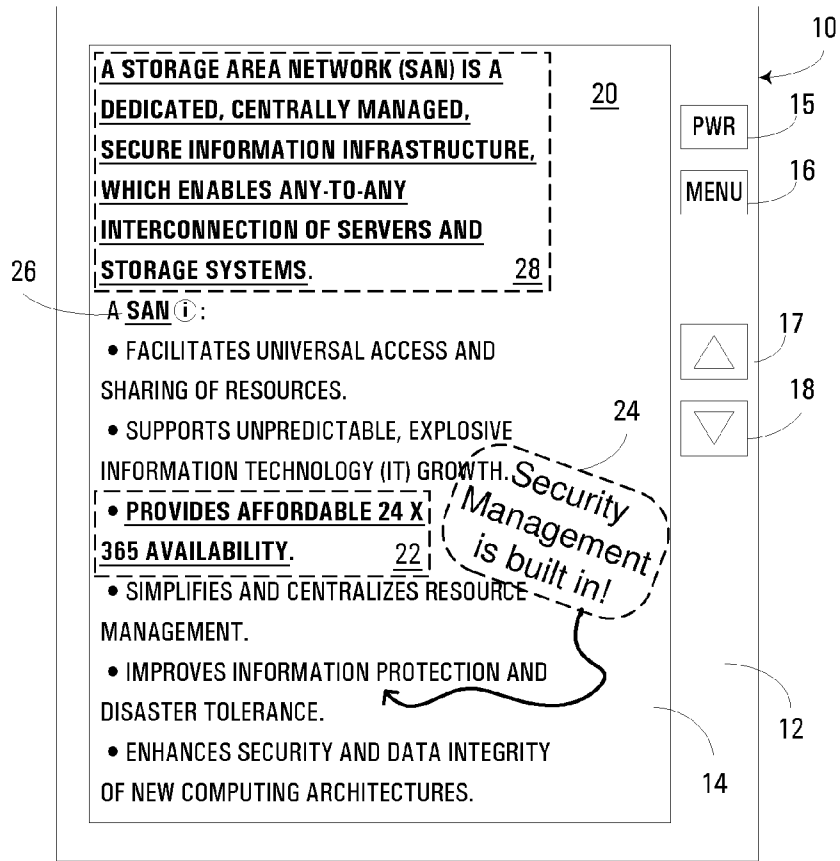 10
A STORAGE AREA NETWORK (SAN) IS A
20
DEDICATED, CENTRALLY MANAGED,
15
PWR
SECURE INFORMATION INFRASTRUCTURE,
16
WHICH ENABLES ANY-TO-ANY
MENU
INTERCONNECTION OF SERVERS AND
STORAGE SYSTEMS.
28
26
A SAN i :
17
• FACILITATES UNIVERSAL ACCESS AND
SHARING OF RESOURCES.
18
24
• SUPPORTS UNPREDICTABLE, EXPLOSIVE
INFORMATION TECHNOLOGY (IT) GROWTH.
Security
Management
is built in!
• PROVIDES AFFORDABLE 24 X
365 AVAILABILITY.
22
• SIMPLIFIES AND CENTRALIZES RESOURCE
MANAGEMENT.
• IMPROVES INFORMATION PROTECTION AND
DISASTER TOLERANCE.
12
• ENHANCES SECURITY AND DATA INTEGRITY
14
OF NEW COMPUTING ARCHITECTURES.